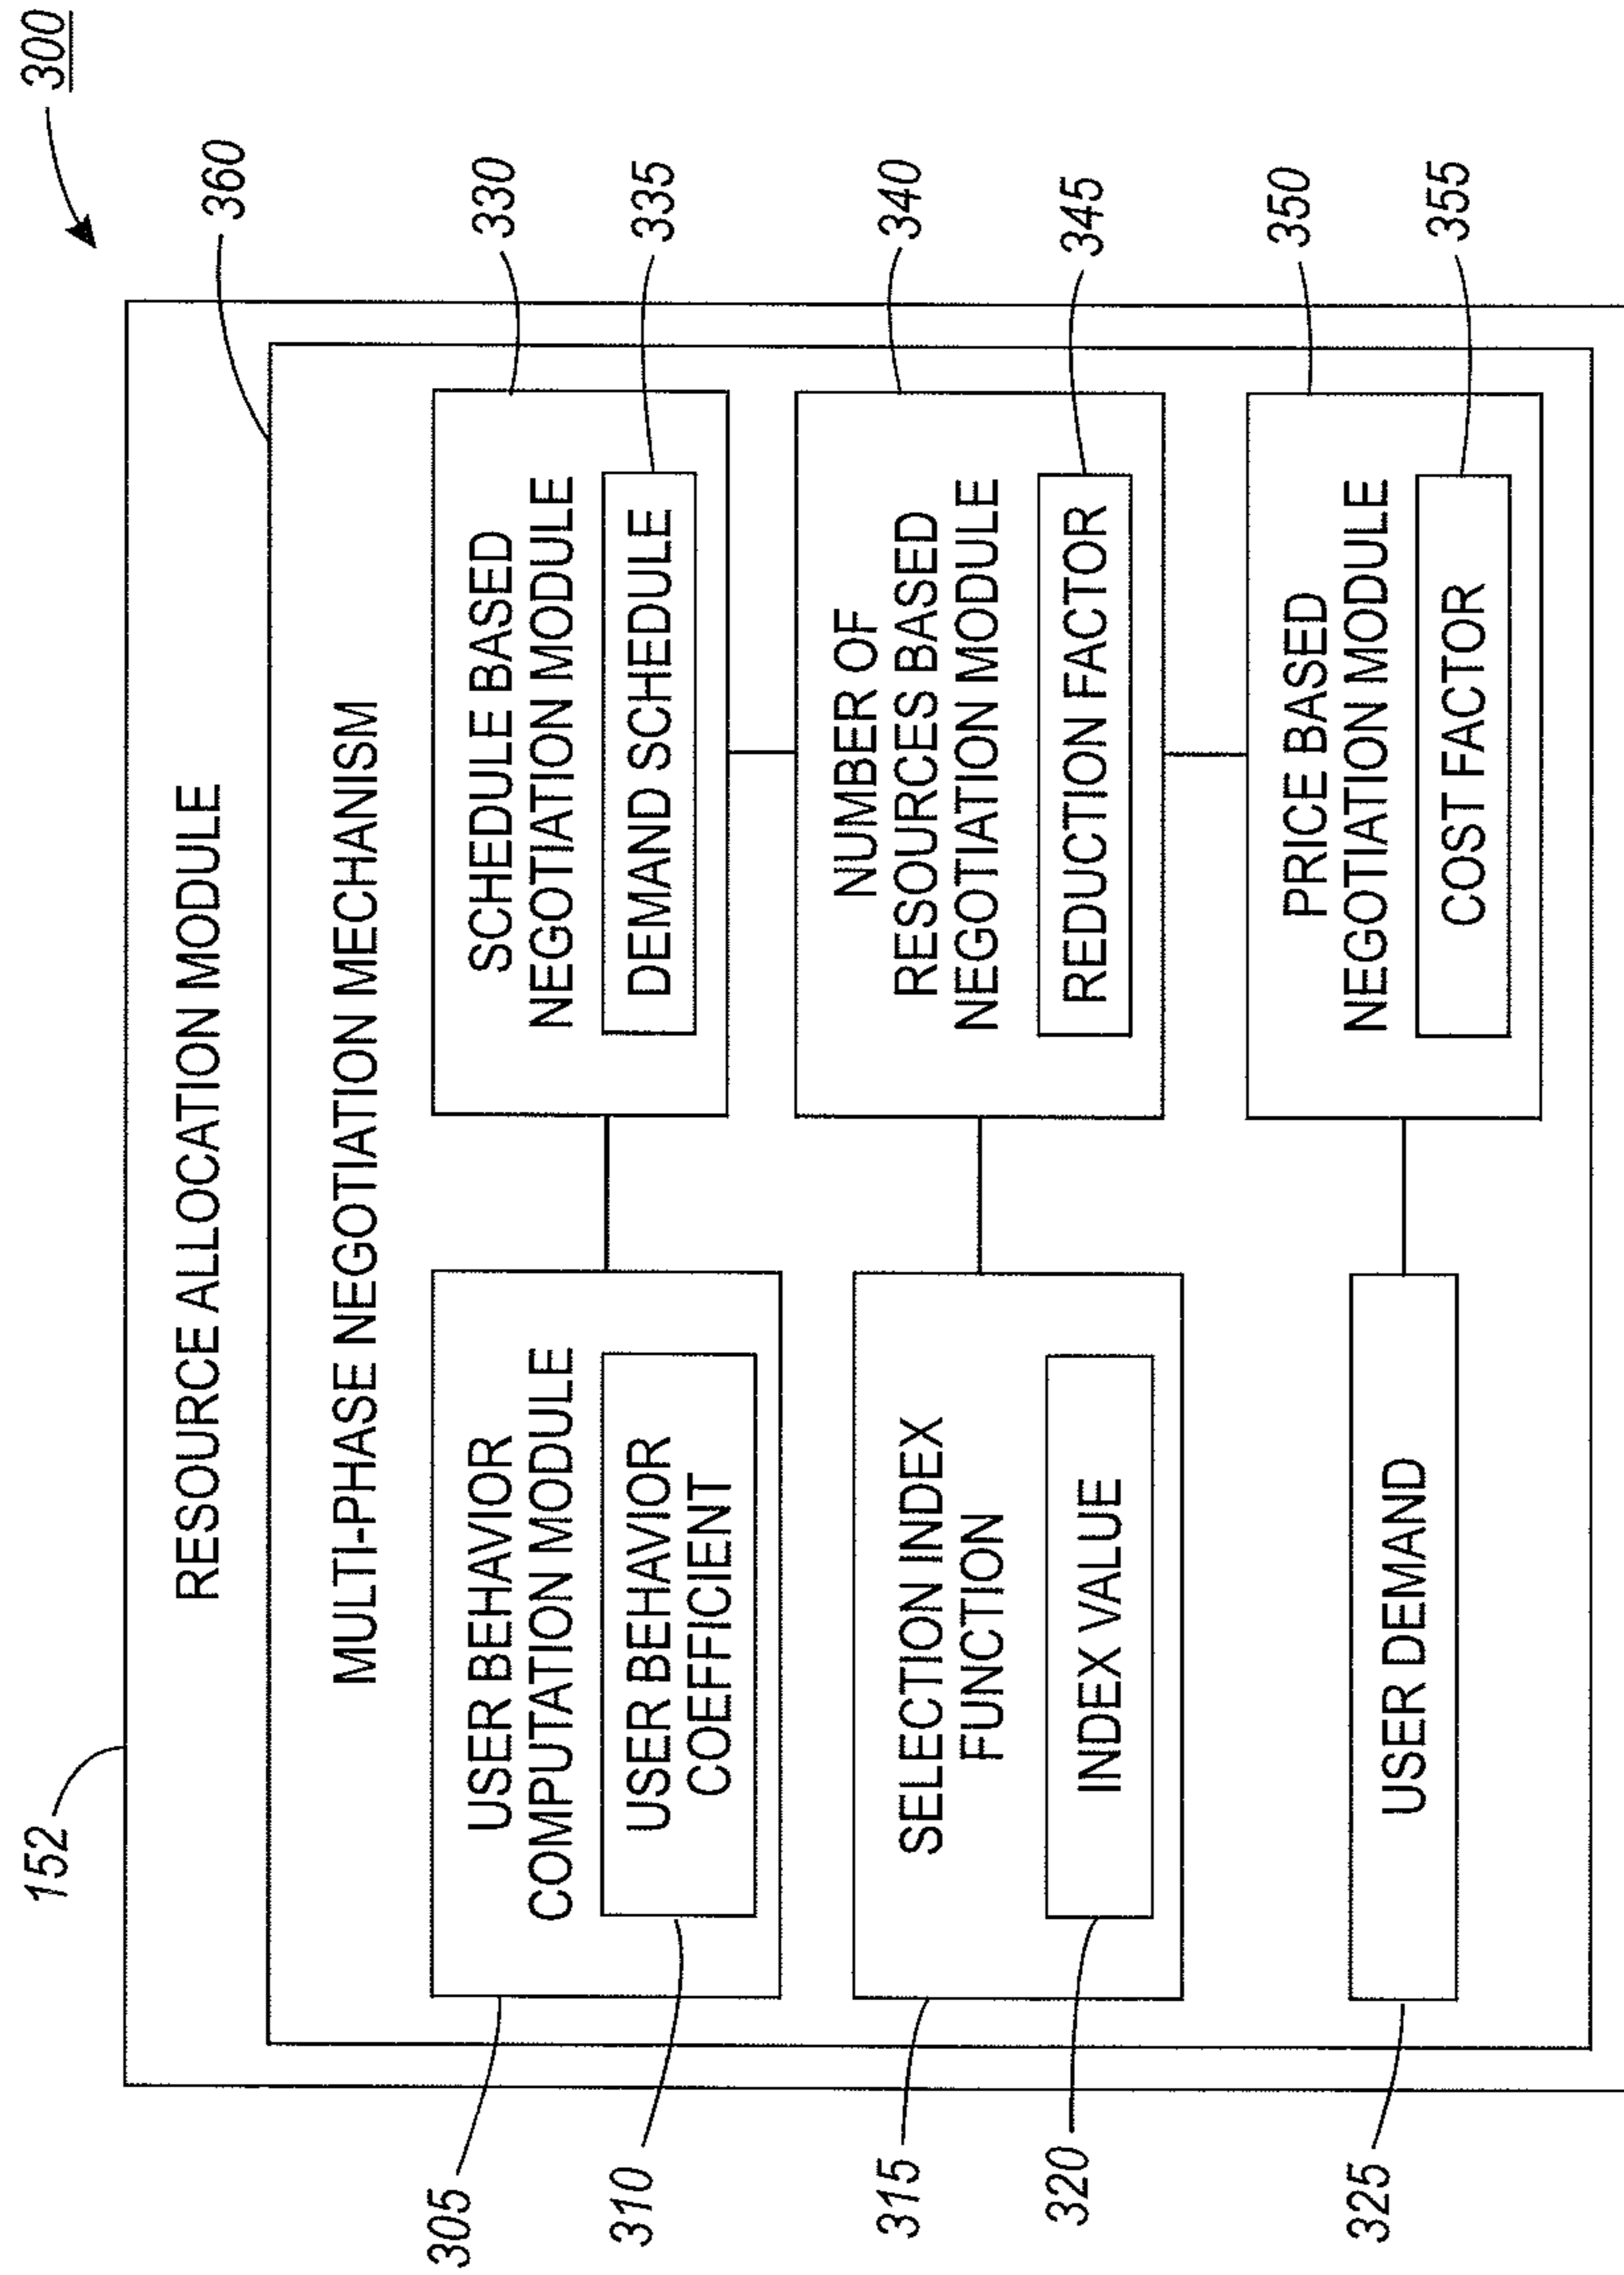 300
152
360
RESOURCE ALLOCATION MODULE
MULTI-PHASE NEGOTIATION MECHANISM
305
USER BEHAVIOR
COMPUTATION MODULE
310
USER BEHAVIOR
COEFFICIENT
330
SCHEDULE BASED
NEGOTIATION MODULE
335
DEMAND SCHEDULE
315
SELECTION INDEX
FUNCTION
320
INDEX VALUE
340
NUMBER OF
RESOURCES BASED
NEGOTIATION MODULE
345
REDUCTION FACTOR
325
USER DEMAND
350
PRICE BASED
NEGOTIATION MODULE
355
COST FACTOR